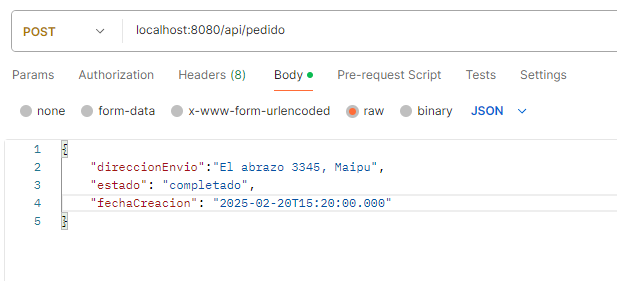 POST localhost:8080/api/pedido
Params Authorization Headers (8) Body Pre-request Script Tests Settings
none form-data x-www-form-urlencoded raw binary JSON
1 {
2 "direccionEnvio":"El abrazo 3345, Maipu",
3 "estado": "completado",
4 "fechaCreacion": "2025-02-20T15:20:00.000"
5 }